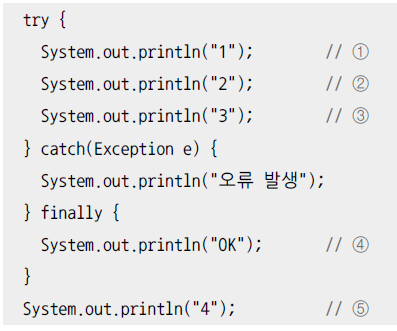 try {
System.out.println("1"); // ①
System.out.println("2"); // ②
System.out.println("3"); // ③
} catch(Exception e) {
System.out.println("오류 발생");
} finally {
System.out.println("OK"); // ④
}
System.out.println("4"); // ⑤